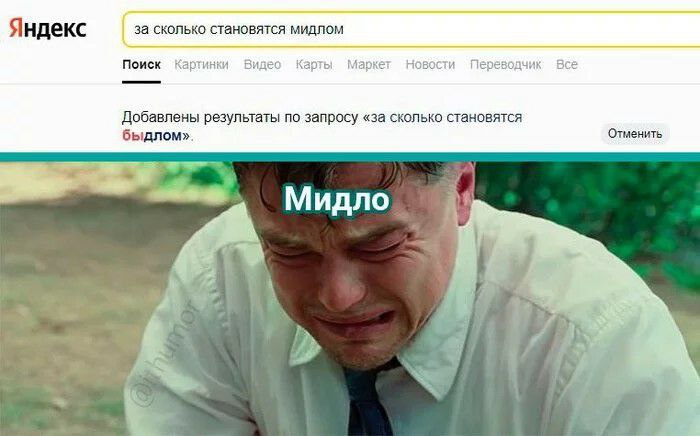 Яндекс
за сколько становятся мидлом
Поиск Картинки Видео Карты Маркет Новости Переводчик Все
Добавлены результаты по запросу «за сколько становятся
быдлом».
Отменить
Мидло
@ithumor